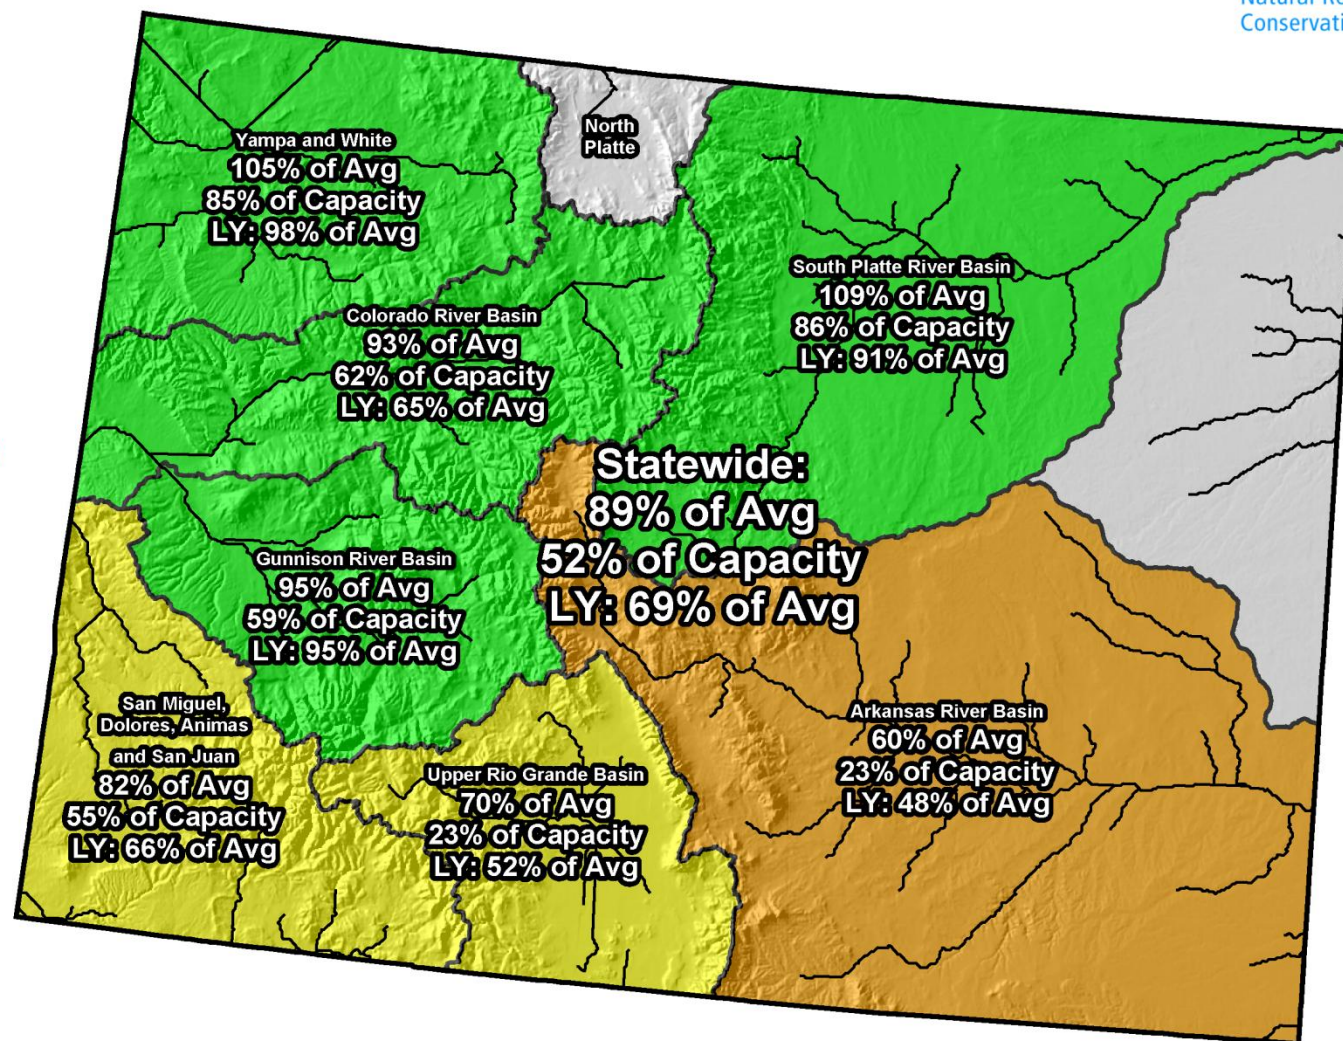 Conservati
North
Platte
Yampa and White
105% of Avg
85% of Capacity
LY: 98% of Avg
South Platte River Basin
109% of Avg
86% of Capacity
LY: 91% of Avg
Colorado River Basin
93% of Avg
62% of Capacity
LY: 65% of Avg
Statewide:
89% of Avg
52% of Capacity
LY: 69% of Avg
Gunnison River Basin
95% of Avg
59% of Capacity
LY: 95% of Avg
San Miguel,
Dolores, Animas
and San Juan
82% of Avg
55% of Capacity
LY: 66% of Avg
Upper Rio Grande Basin
70% of Avg
23% of Capacity
LY: 52% of Avg
Arkansas River Basin
60% of Avg
23% of Capacity
LY: 48% of Avg